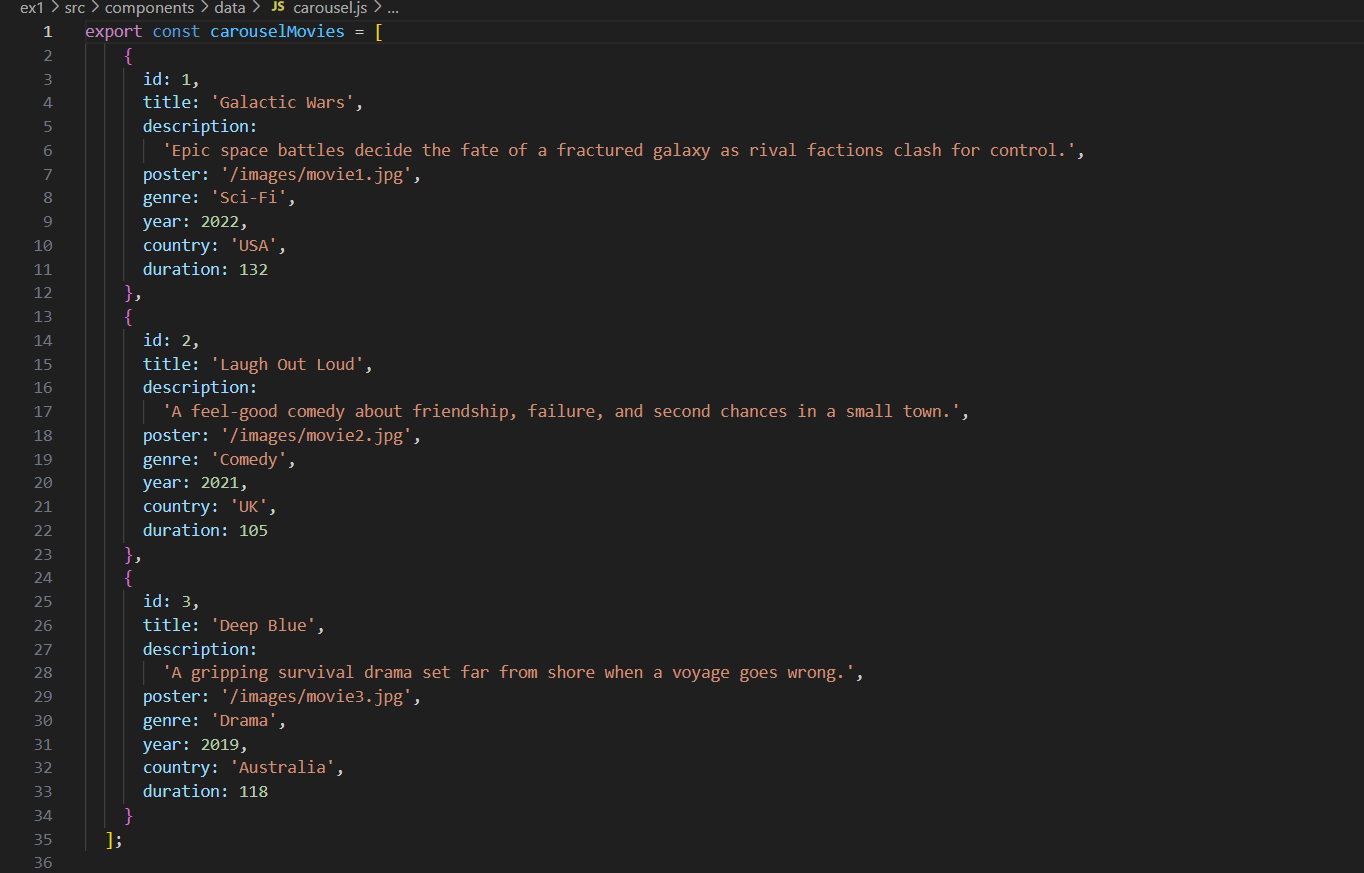 ex1 > src > components > data > JS carousel.js > ...
1 export const carouselMovies = [
2 {
3 id: 1,
4 title: 'Galactic Wars',
5 description:
6 'Epic space battles decide the fate of a fractured galaxy as rival factions clash for control.',
7 poster: '/images/movie1.jpg',
8 genre: 'Sci-Fi',
9 year: 2022,
10 country: 'USA',
11 duration: 132
12 },
13 {
14 id: 2,
15 title: 'Laugh Out Loud',
16 description:
17 'A feel-good comedy about friendship, failure, and second chances in a small town.',
18 poster: '/images/movie2.jpg',
19 genre: 'Comedy',
20 year: 2021,
21 country: 'UK',
22 duration: 105
23 },
24 {
25 id: 3,
26 title: 'Deep Blue',
27 description:
28 'A gripping survival drama set far from shore when a voyage goes wrong.',
29 poster: '/images/movie3.jpg',
30 genre: 'Drama',
31 year: 2019,
32 country: 'Australia',
33 duration: 118
34 }
35 ];
36